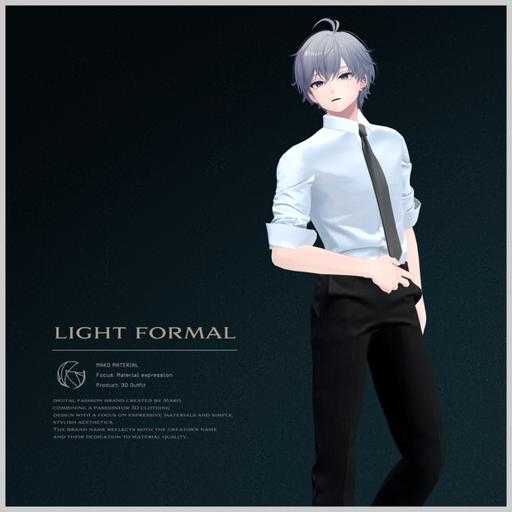 LIGHT FORMAL
MAKO MATERIAL
Focus: Material expression
Product: 3D Outfit
DIGITAL FASHION BRAND CREATED BY MAKO,
COMBINING A PASSIONFOR 3D CLOTHING
DESIGN WITH A FOCUS ON EXPRESSIVE MATERIALS AND SIMPLE,
STYLISH AESTHETICS.
THE BRAND NAME REFLECTS BOTH THE CREATOR'S NAME
AND THEIR DEDICATION TO MATERIAL QUALITY.